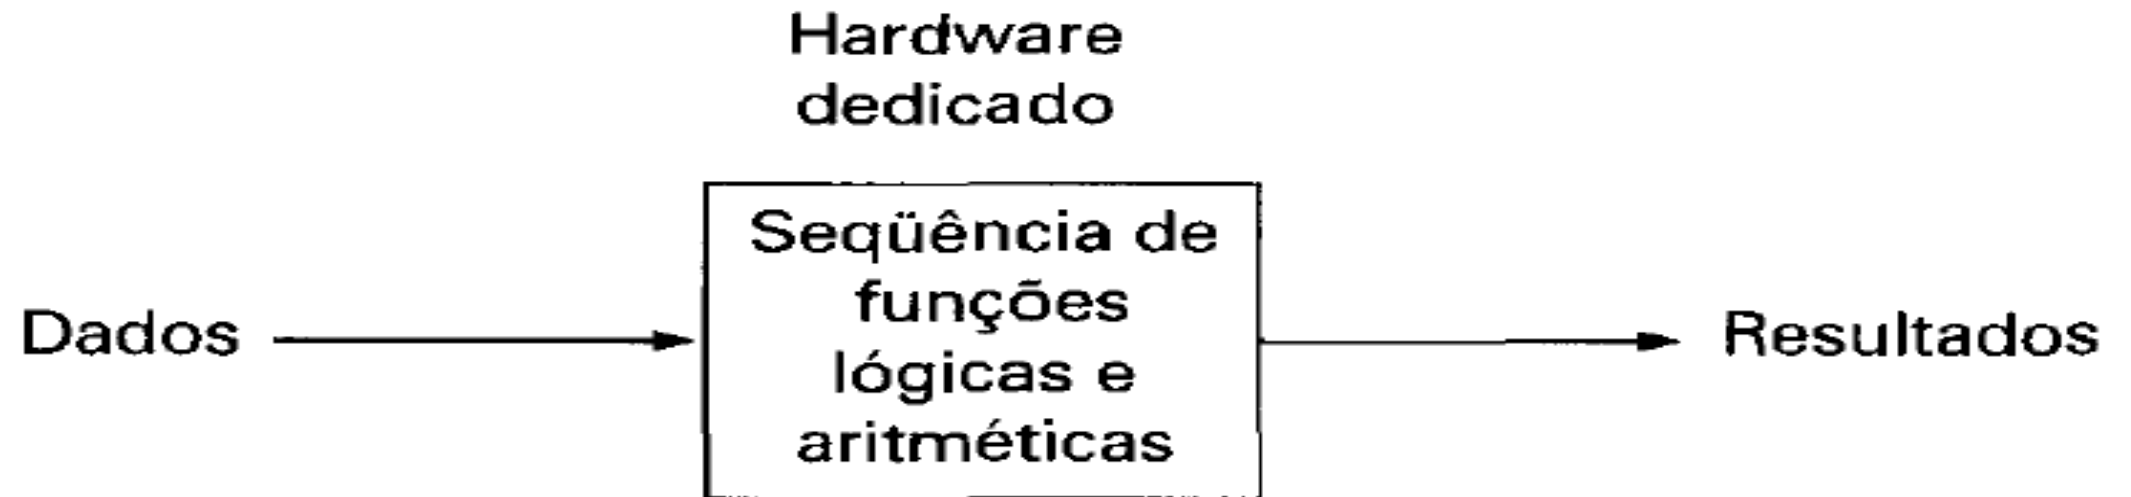 Hardware
dedicado
Seqüência de
funções
lógicas e
aritméticas
Dados
Resultados